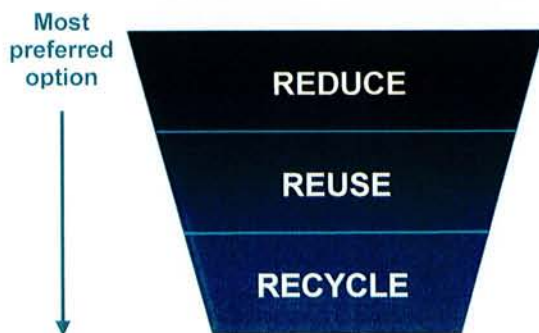 Most
preferred
option
REDUCE
REUSE
RECYCLE